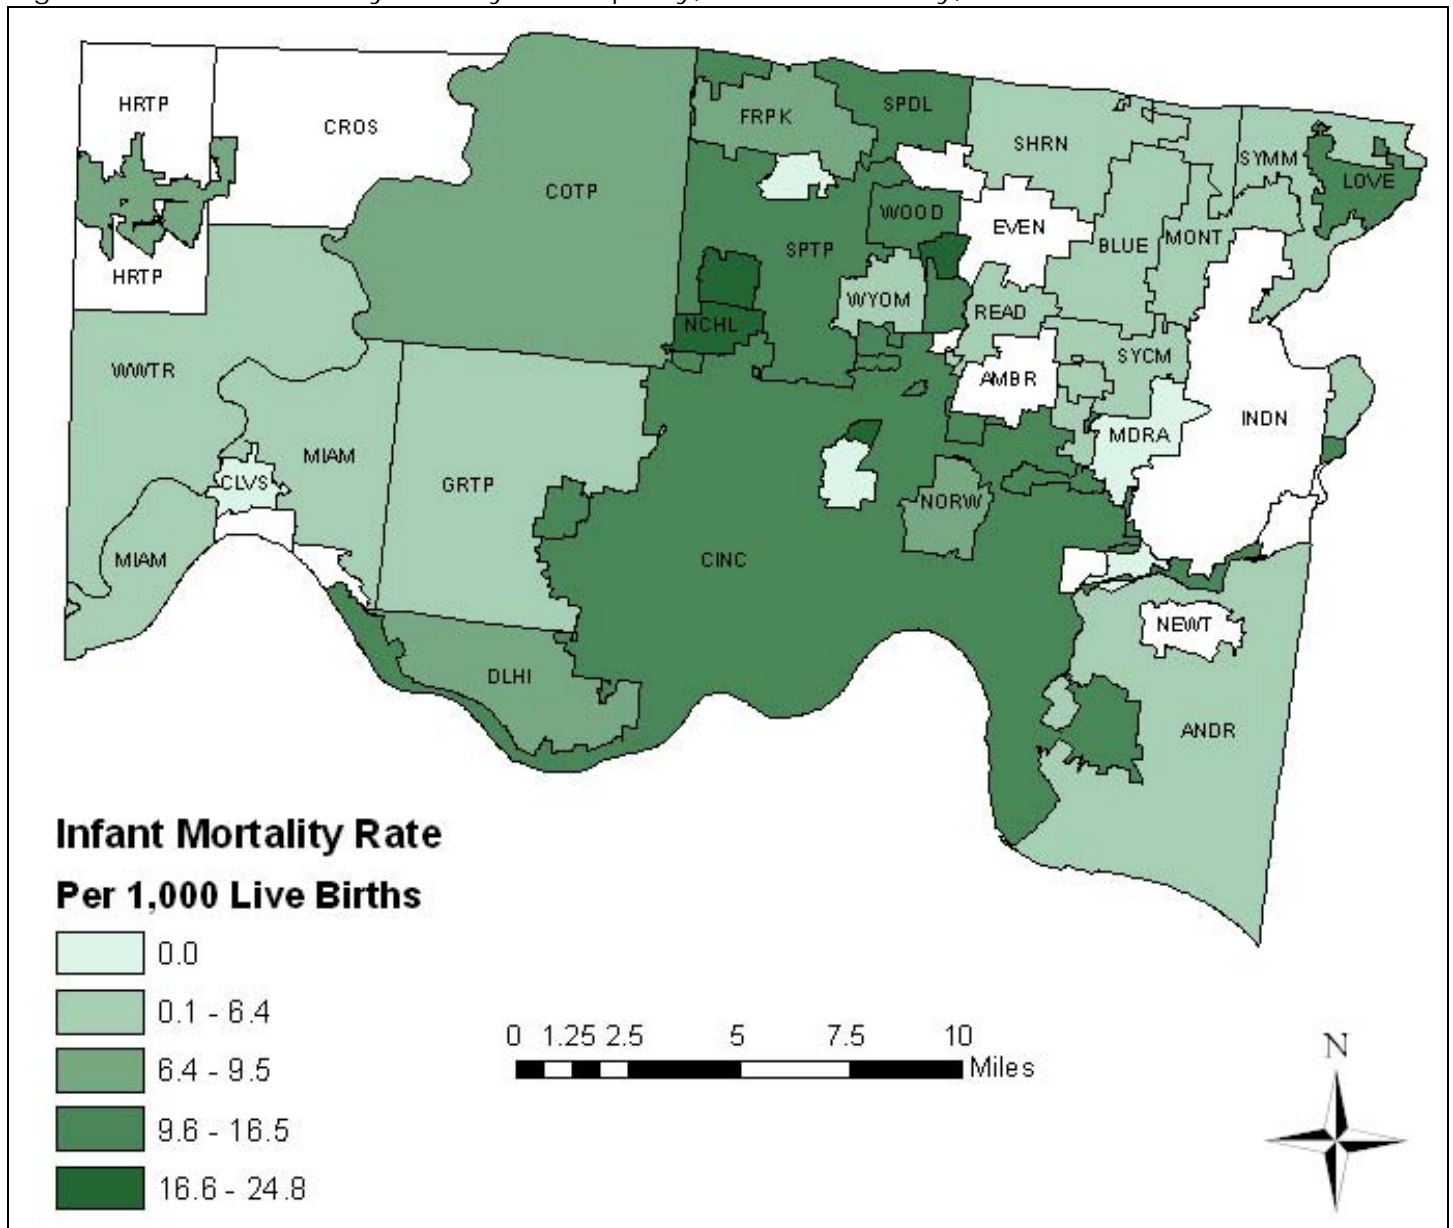 HRTP
CROS
COTP
FRPK
SPDL
SHRN
SYMM
LOVE
WOOD
EVEN
BLUE
MONT
SPTP
HRTP
WYOM
READ
NCHL
WWTR
SYCM
AMBR
INDN
MDRA
MIAM
CLVS
GRTP
NORW
MIAM
CINC
NEWT
DLHI
ANDR
Infant Mortality Rate
Per 1,000 Live Births
0.0
0.1 - 6.4
6.4 - 9.5
9.6 - 16.5
16.6 - 24.8
0 1.25 2.5 5 7.5 10
Miles
N